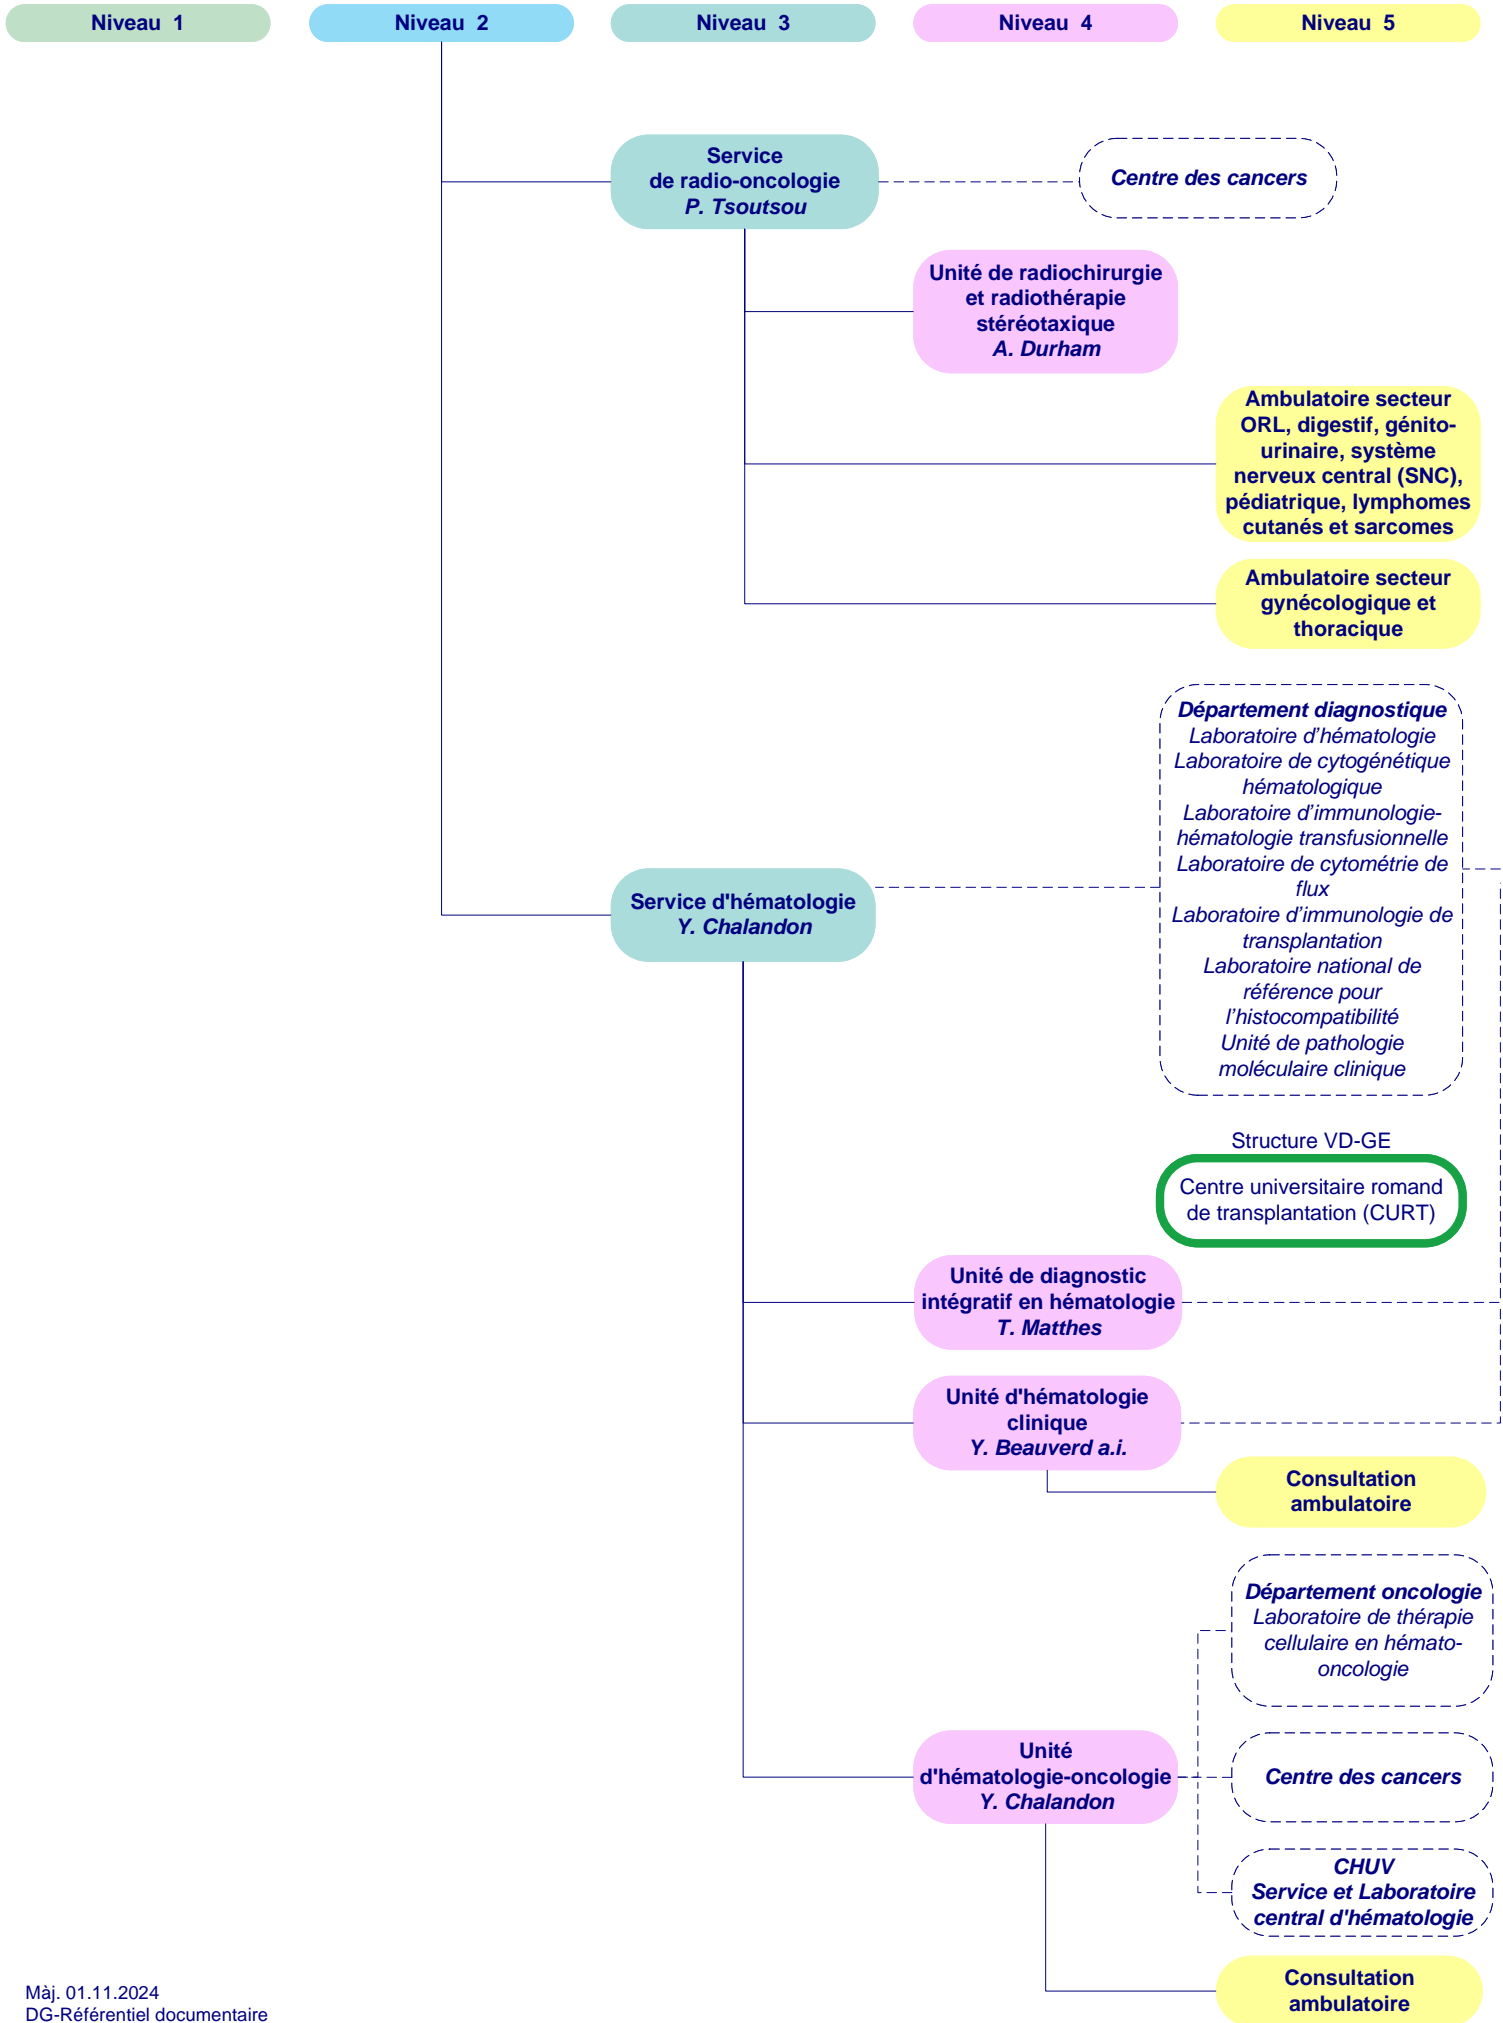 Niveau 1
Niveau 2
Niveau 3
Niveau 4
Niveau 5
Service
de radio-oncologie
P. Tsoutsou
Centre des cancers
Unité de radiochirurgie
et radiothérapie
stéréotaxique
A. Durham
Ambulatoire secteur
ORL, digestif, génito-
urinaire, système
nerveux central (SNC),
pédiatrique, lymphomes
cutanés et sarcomes
Ambulatoire secteur
gynécologique et
thoracique
Département diagnostique
Laboratoire d’hématologie
Laboratoire de cytogénétique
hématologique
Laboratoire d’immunologie-
hématologie transfusionnelle
Laboratoire de cytométrie de
flux
Laboratoire d’immunologie de
transplantation
Laboratoire national de
référence pour
l’histocompatibilité
Unité de pathologie
moléculaire clinique
Service d'hématologie
Y. Chalandon
Structure VD-GE
Centre universitaire romand
de transplantation (CURT)
Unité de diagnostic
intégratif en hématologie
T. Matthes
Unité d'hématologie
clinique
Y. Beauverd a.i.
Consultation
ambulatoire
Département oncologie
Laboratoire de thérapie
cellulaire en hémato-
oncologie
Unité
d'hématologie-oncologie
Y. Chalandon
Centre des cancers
CHUV
Service et Laboratoire
central d'hématologie
Consultation
ambulatoire
Màj. 01.11.2024
DG-Référentiel documentaire